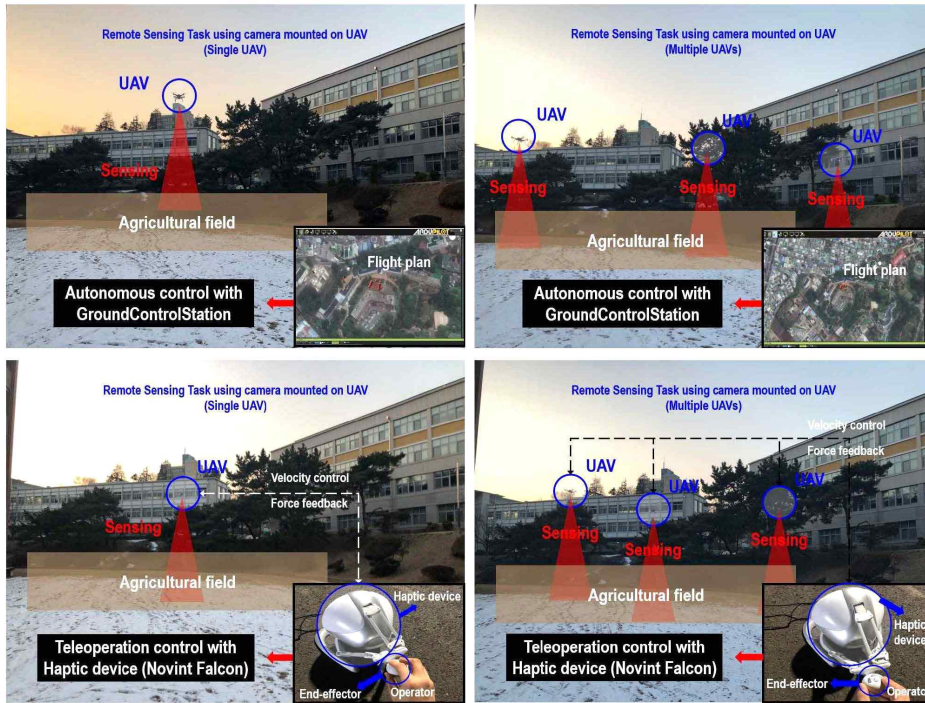 Remote Sensing Task using camera mounted on UAV
(Single UAV)
UAV
Sensing
Agricultural field
ARDUPILOT
Flight plan
Autonomous control with
GroundControlStation
Remote Sensing Task using camera mounted on UAV
(Multiple UAVs)
UAV
UAV
UAV
Sensing
Sensing
Sensing
Agricultural field
ARDUPILOT
Flight plan
Autonomous control with
GroundControlStation
Remote Sensing Task using camera mounted on UAV
(Single UAV)
UAV
Velocity control
Force feedback
Sensing
Agricultural field
Haptic device
Teleoperation control with
Haptic device (Novint Falcon)
End-effector
Operator
Remote Sensing Task using camera mounted on UAV
(Multiple UAVs)
Velocity control
Force feedback
UAV
UAV
UAV
Sensing
Sensing
Sensing
Agricultural field
Haptic
device
Teleoperation control with
Haptic device (Novint Falcon)
End-effector
Operator